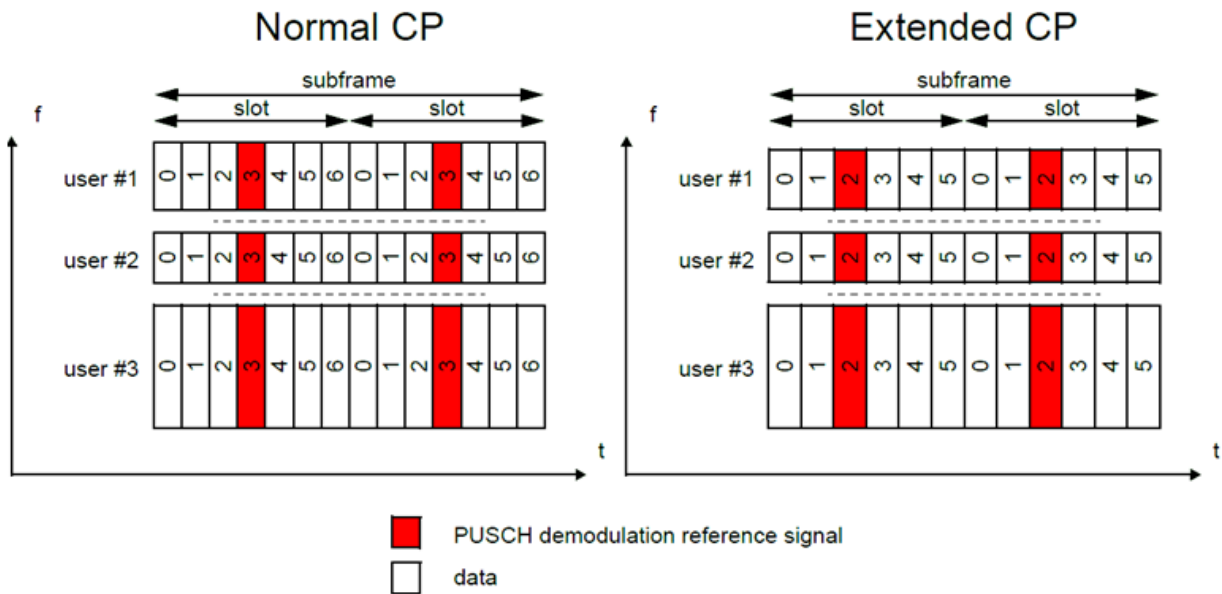 Normal CP
subframe
slot slot
f
user #1 0 1 2 3 4 5 6 0 1 2 3 4 5 6
user #2 0 1 2 3 4 5 6 0 1 2 3 4 5 6
user #3 0 1 2 3 4 5 6 0 1 2 3 4 5 6
t
Extended CP
subframe
slot slot
f
user #1 0 1 2 3 4 5 0 1 2 3 4 5
user #2 0 1 2 3 4 5 0 1 2 3 4 5
user #3 0 1 2 3 4 5 0 1 2 3 4 5
t
PUSCH demodulation reference signal
data